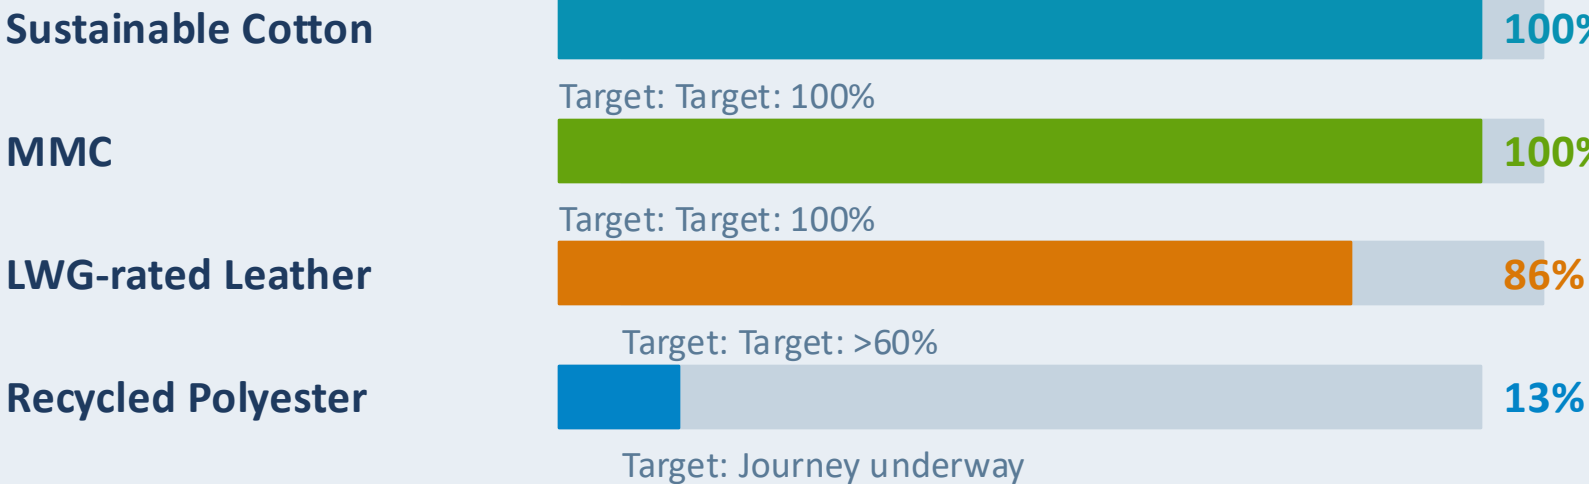 Sustainable Cotton 100%
Target: Target: 100%
MMC 100%
Target: Target: 100%
LWG-rated Leather 86%
Target: Target: >60%
Recycled Polyester 13%
Target: Journey underway